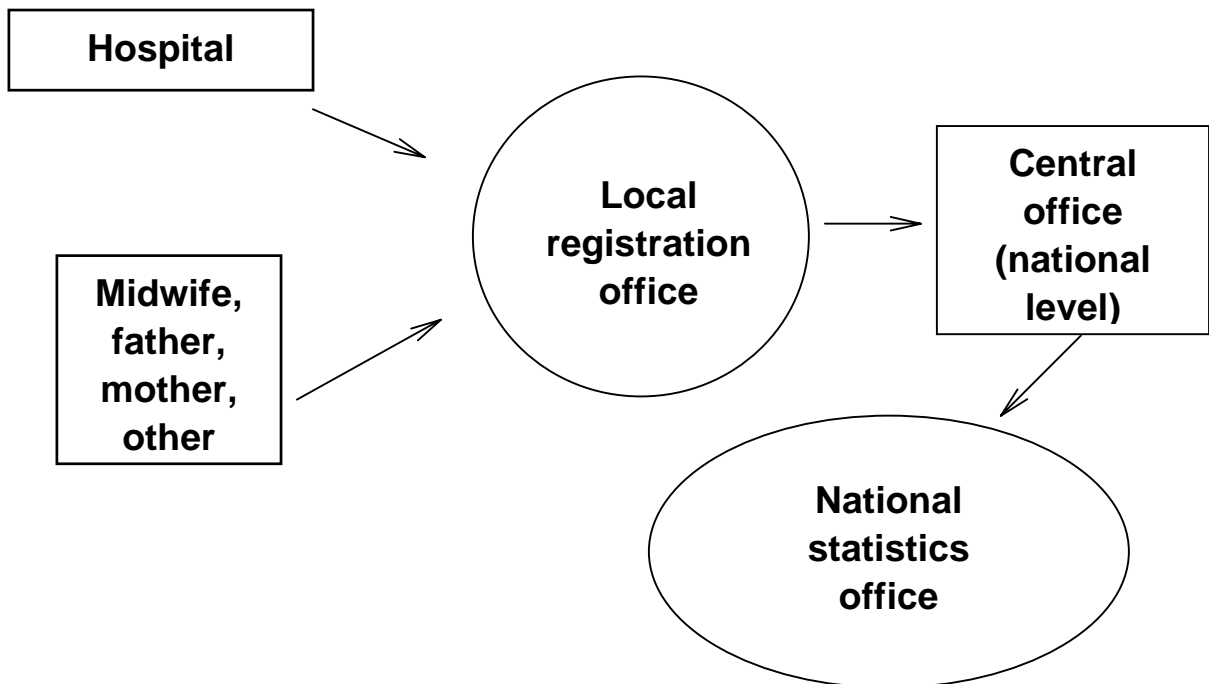 Hospital
Local
registration
office
Central
office
(national
level)
Midwife,
father,
mother,
other
National
statistics
office